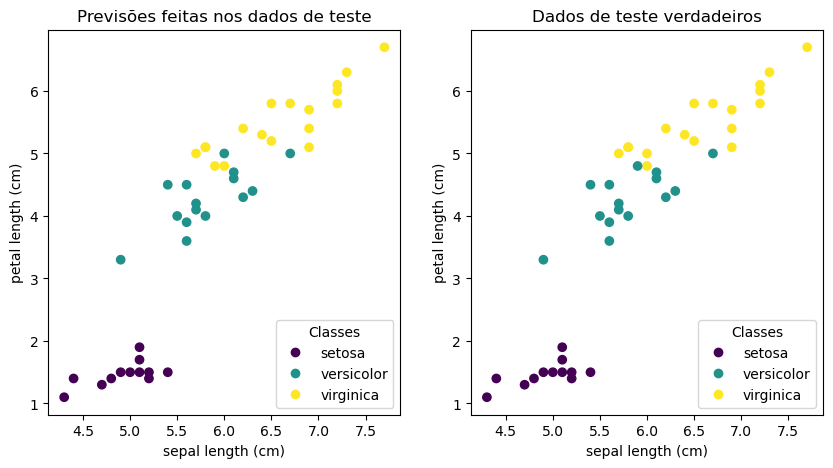 Previsões feitas nos dados de teste
petal length (cm)
6
5
4
3
2
1
Classes
setosa
versicolor
virginica
4.5 5.0 5.5 6.0 6.5 7.0 7.5
sepal length (cm)
Dados de teste verdadeiros
petal length (cm)
6
5
4
3
2
1
Classes
setosa
versicolor
virginica
4.5 5.0 5.5 6.0 6.5 7.0 7.5
sepal length (cm)